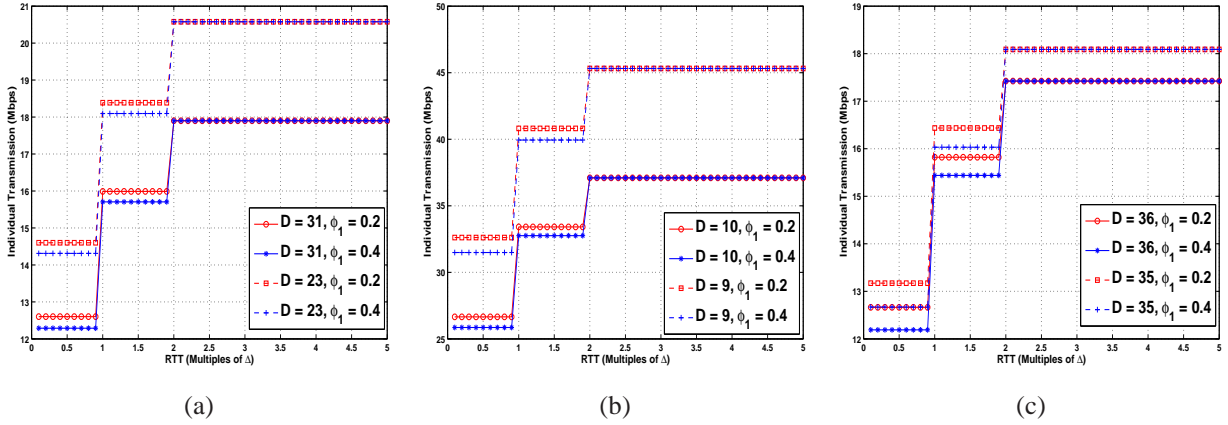 21
20
19
18
17
16
15
14
13
12
0 0.5 1 1.5 2 2.5 3 3.5 4 4.5 5
Individual Transmission (Mbps)
RTT (Multiples of Δ)
D = 31, ϕ1 = 0.2
D = 31, ϕ1 = 0.4
D = 23, ϕ1 = 0.2
D = 23, ϕ1 = 0.4
(a)
50
45
40
35
30
25
0 0.5 1 1.5 2 2.5 3 3.5 4 4.5 5
Individual Transmission (Mbps)
RTT (Multiples of Δ)
D = 10, ϕ1 = 0.2
D = 10, ϕ1 = 0.4
D = 9, ϕ1 = 0.2
D = 9, ϕ1 = 0.4
(b)
19
18
17
16
15
14
13
12
0 0.5 1 1.5 2 2.5 3 3.5 4 4.5 5
Individual Transmission (Mbps)
RTT (Multiples of Δ)
D = 36, ϕ1 = 0.2
D = 36, ϕ1 = 0.4
D = 35, ϕ1 = 0.2
D = 35, ϕ1 = 0.4
(c)